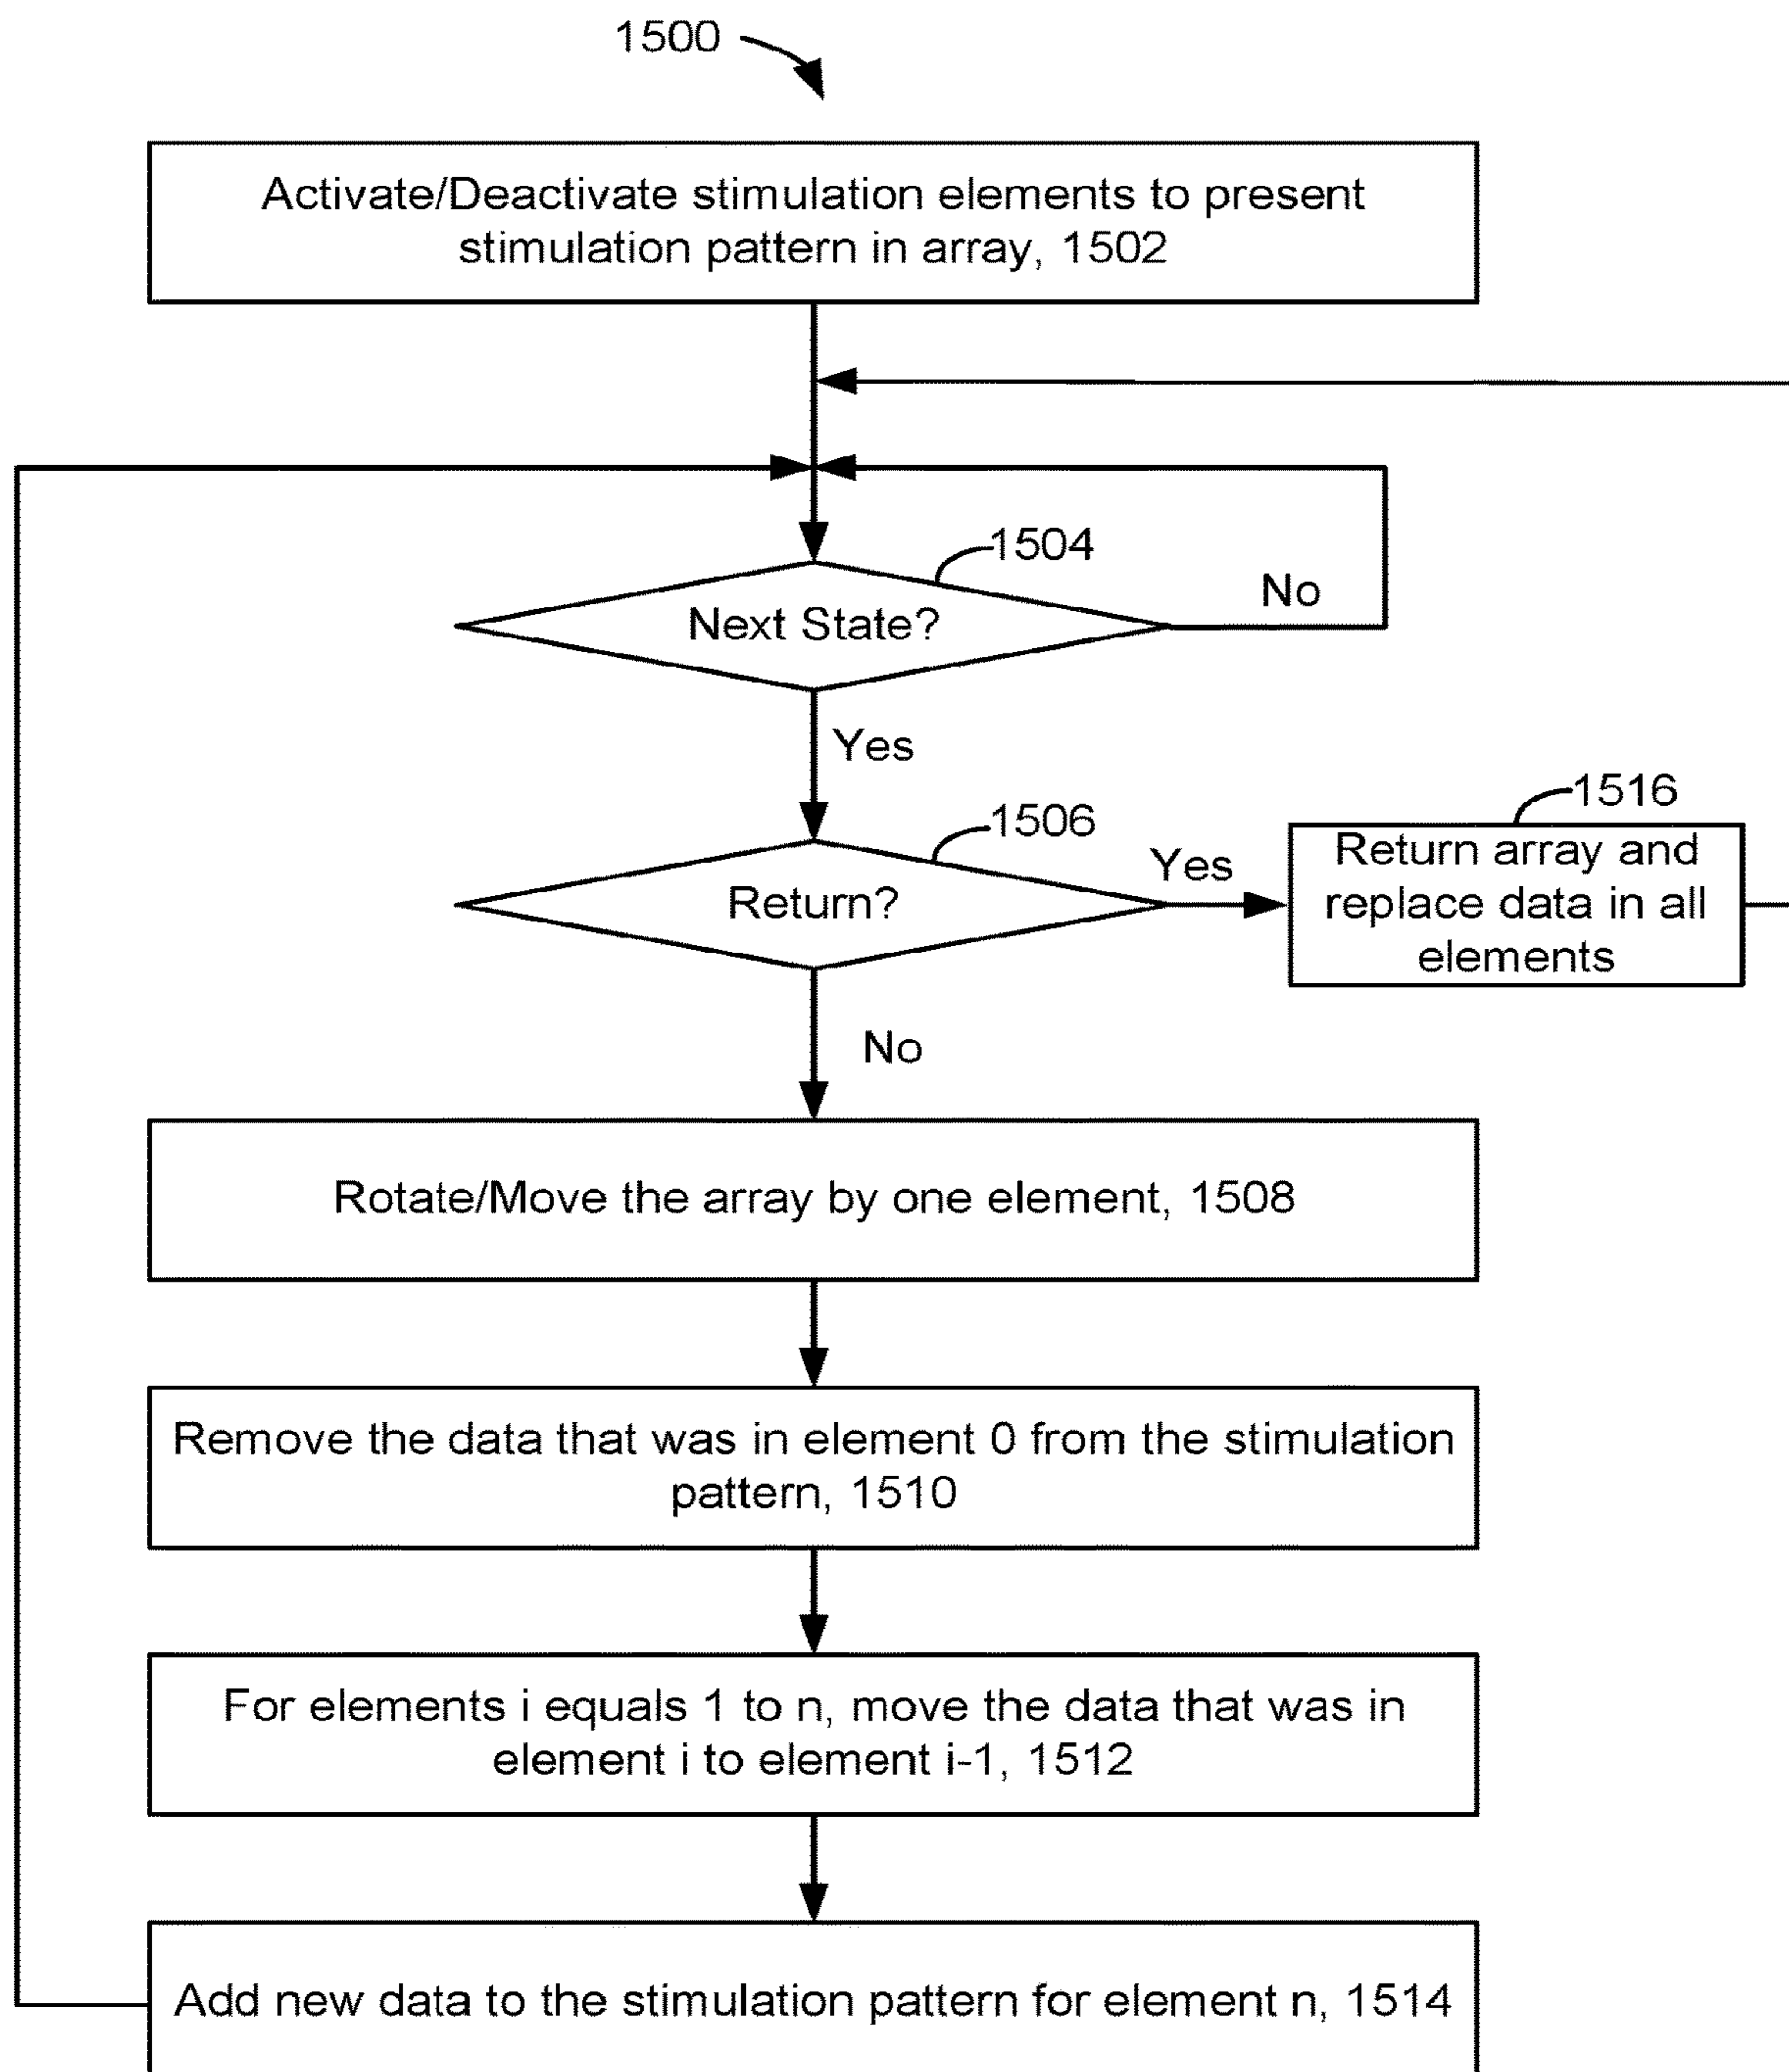 1500
Activate/Deactivate stimulation elements to present
stimulation pattern in array, 1502
1504
No
Next State?
Yes
1506
Yes
Return?
1516
Return array and
replace data in all
elements
No
Rotate/Move the array by one element, 1508
Remove the data that was in element 0 from the stimulation
pattern, 1510
For elements i equals 1 to n, move the data that was in
element i to element i-1, 1512
Add new data to the stimulation pattern for element n, 1514